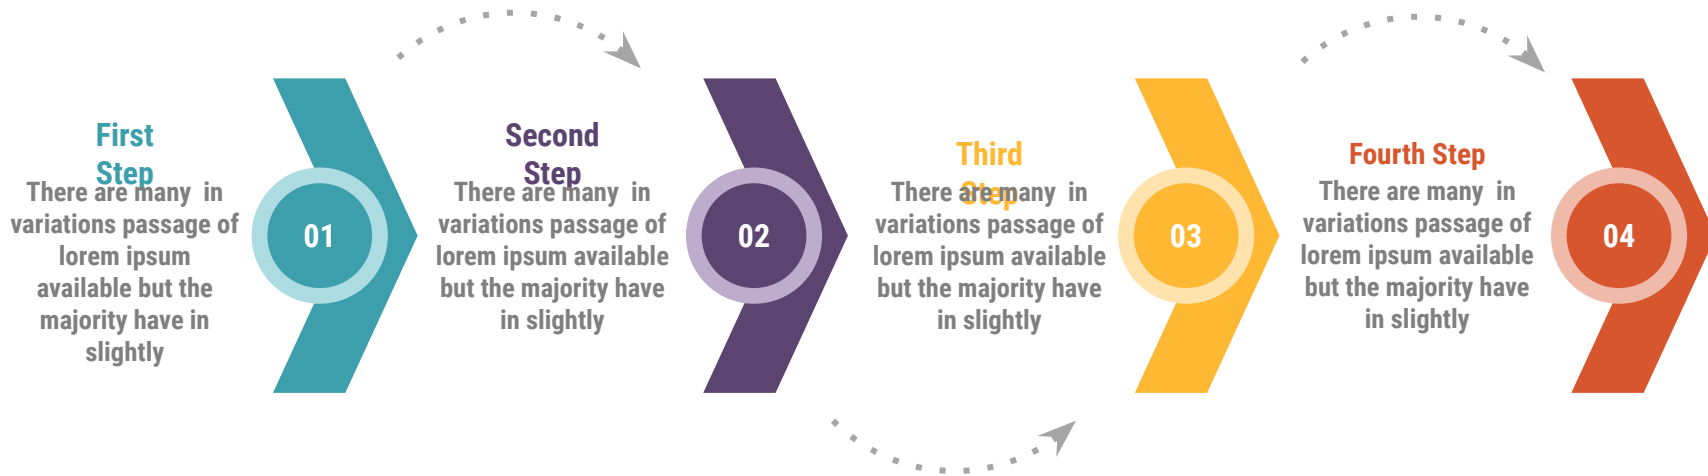 First
Step
There are many in
variations passage of
lorem ipsum
available but the
majority have in
slightly
01
Second
Step
There are many in
variations passage of
lorem ipsum available
but the majority have
in slightly
02
Third
Step
There are many in
variations passage of
lorem ipsum available
but the majority have
in slightly
03
Fourth Step
There are many in
variations passage of
lorem ipsum available
but the majority have
in slightly
04